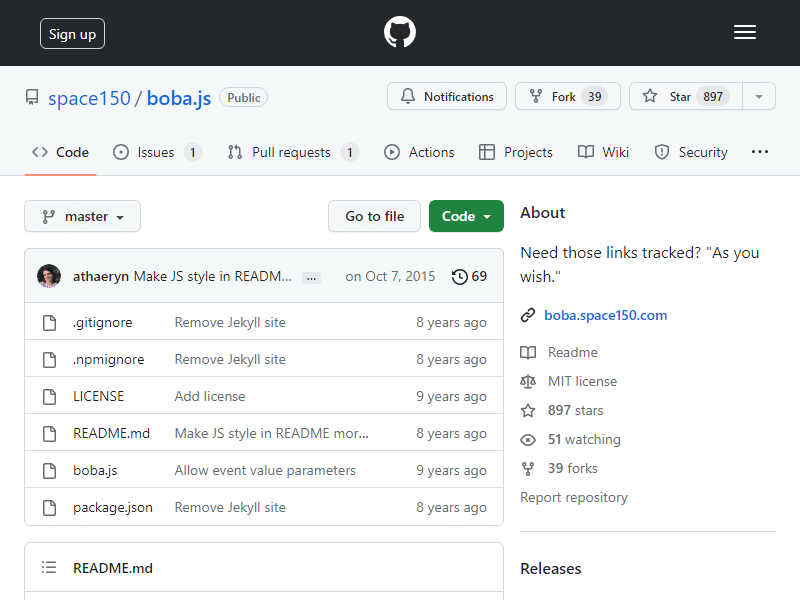 Sign up
space150 / boba.js Public
Notifications
Fork 39
Star 897
Code
Issues 1
Pull requests 1
Actions
Projects
Wiki
Security
master
Go to file
Code
athaeryn Make JS style in READM... ... on Oct 7, 2015 69
.gitignore Remove Jekyll site 8 years ago
.npmignore Remove Jekyll site 8 years ago
LICENSE Add license 9 years ago
README.md Make JS style in README mor... 8 years ago
boba.js Allow event value parameters 9 years ago
package.json Remove Jekyll site 8 years ago
README.md
About
Need those links tracked? "As you
wish."
boba.space150.com
Readme
MIT license
897 stars
51 watching
39 forks
Report repository
Releases